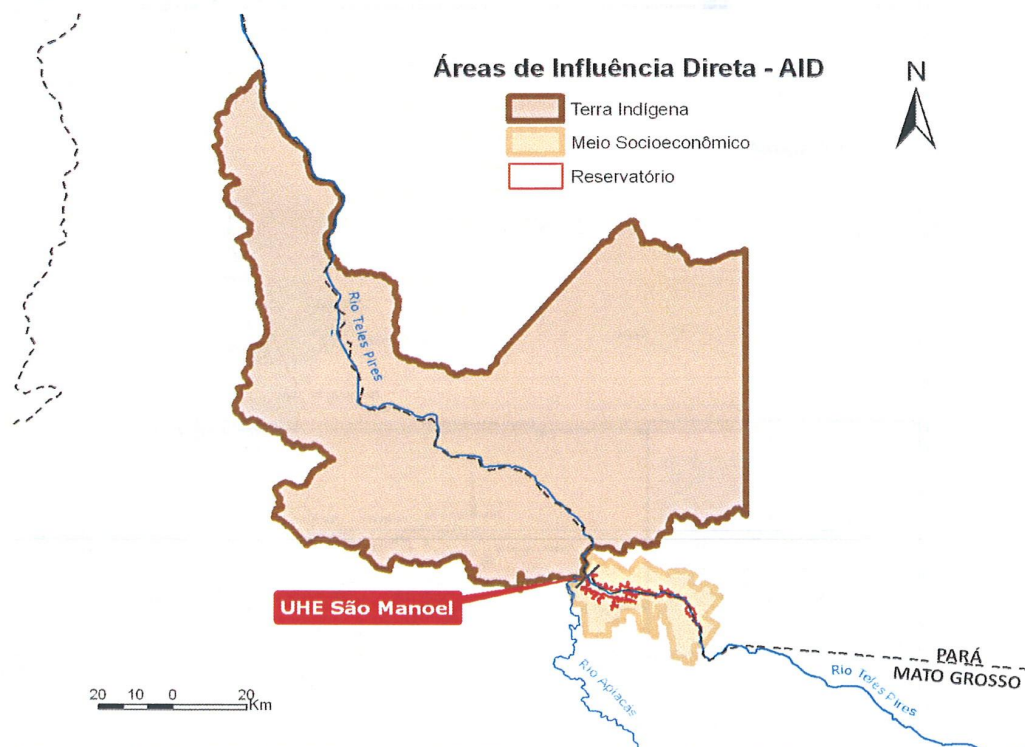 Áreas de Influência Direta - AID
N
Terra Indígena
Meio Socioeconômico
Reservatório
Rio Teles Pires
UHE São Manoel
Rio Apiacás
PARÁ
MATO GROSSO
Rio Teles Pires
20 10 0 20
Km